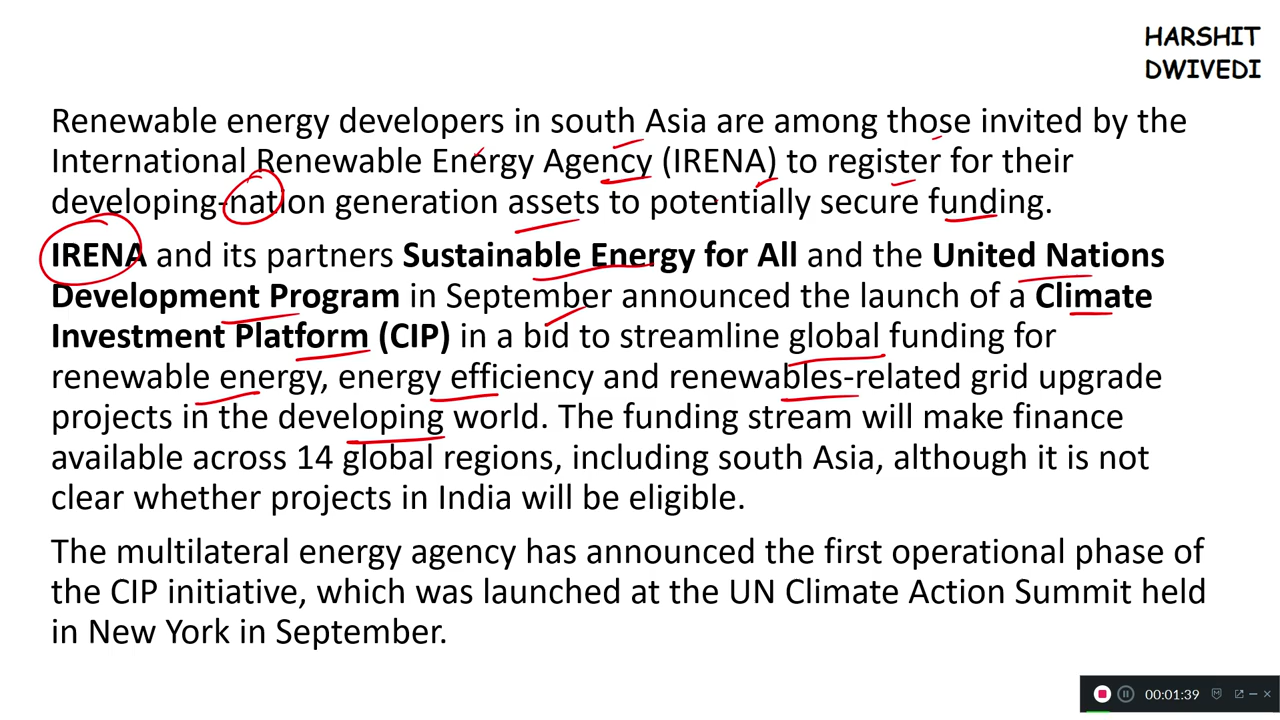 HARSHIT
DWIVEDI
Renewable energy developers in south Asia are among those invited by the
International Renewable Energy Agency (IRENA) to register for their
developing-nation generation assets to potentially secure funding.
IRENA and its partners Sustainable Energy for All and the United Nations
Development Program in September announced the launch of a Climate
Investment Platform (CIP) in a bid to streamline global funding for
renewable energy, energy efficiency and renewables-related grid upgrade
projects in the developing world. The funding stream will make finance
available across 14 global regions, including south Asia, although it is not
clear whether projects in India will be eligible.
The multilateral energy agency has announced the first operational phase of
the CIP initiative, which was launched at the UN Climate Action Summit held
in New York in September.
00:01:39